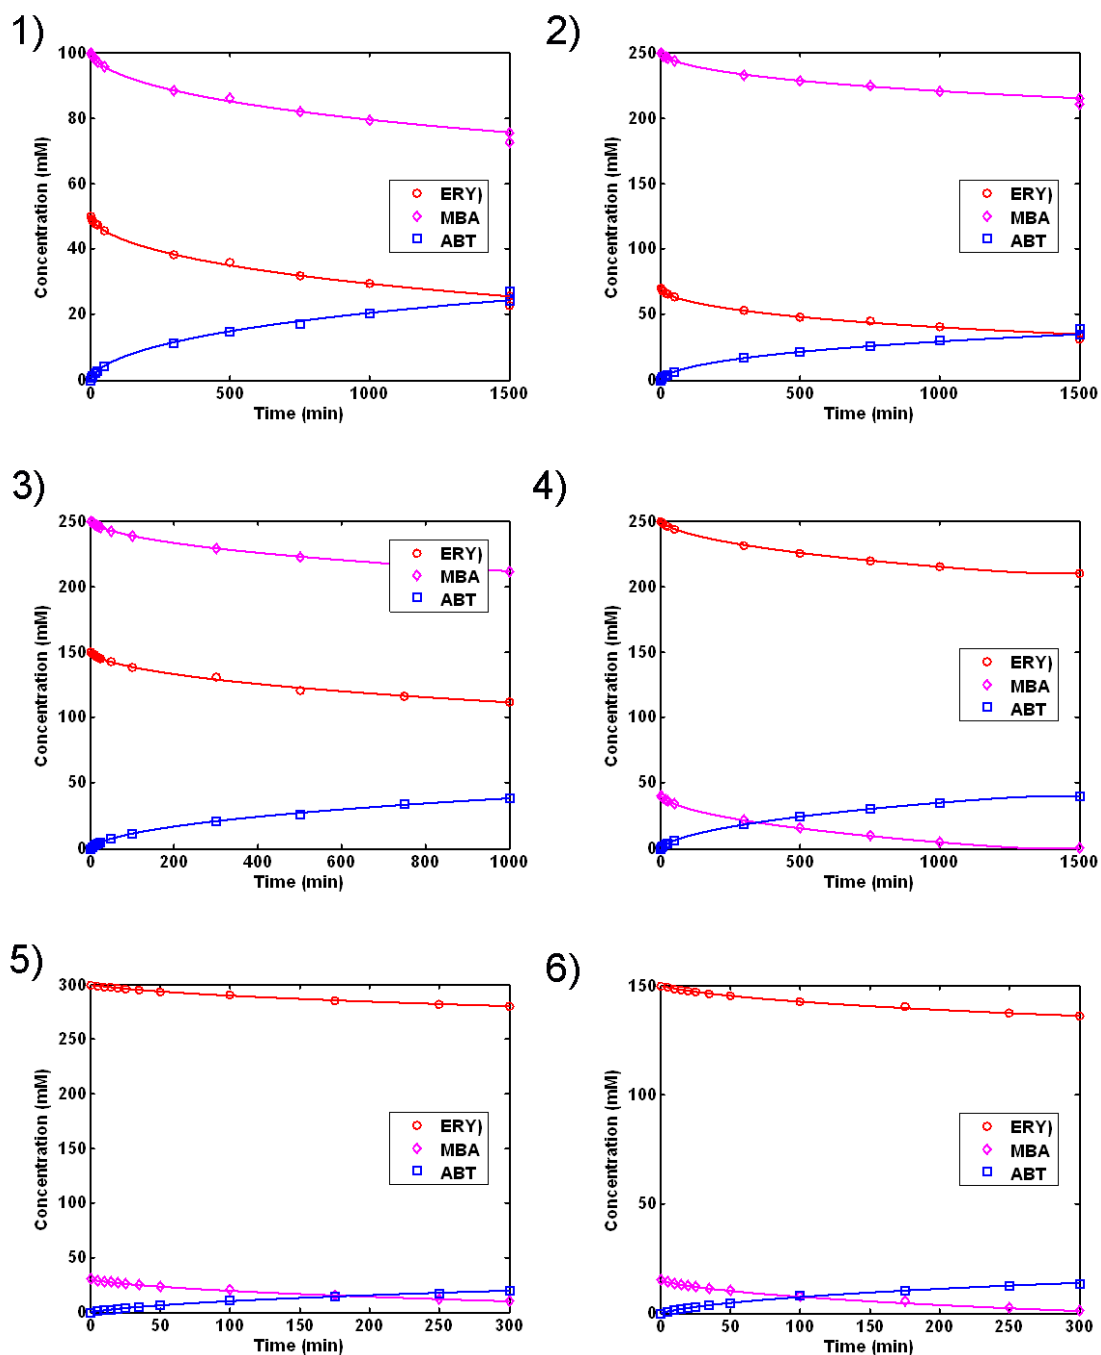 1)
100
80
60
40
20
0
Concentration (mM)
0 500 1000 1500
Time (min)
ERY)
MBA
ABT
2)
250
200
150
100
50
0
Concentration (mM)
0 500 1000 1500
Time (min)
ERY)
MBA
ABT
3)
250
200
150
100
50
0
Concentration (mM)
0 200 400 600 800 1000
Time (min)
ERY)
MBA
ABT
4)
250
200
150
100
50
0
Concentration (mM)
0 500 1000 1500
Time (min)
ERY)
MBA
ABT
5)
300
250
200
150
100
50
0
Concentration (mM)
0 50 100 150 200 250 300
Time (min)
ERY)
MBA
ABT
6)
150
100
50
0
Concentration (mM)
0 50 100 150 200 250 300
Time (min)
ERY)
MBA
ABT